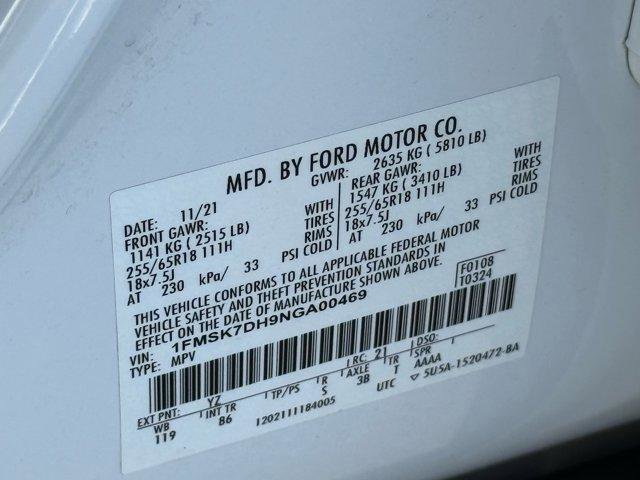 MFD. BY FORD MOTOR CO.
DATE: 11/21 GVWR: 2635 KG ( 5810 LB)
FRONT GAWR: WITH REAR GAWR: WITH
1141 KG ( 2515 LB) TIRES 1547 KG ( 3410 LB) TIRES
255/65R18 111H RIMS 255/65R18 111H RIMS
18x7.5J PSI COLD 18x7.5J PSI COLD
AT 230 kPa/ 33 AT 230 kPa/ 33
THIS VEHICLE CONFORMS TO ALL APPLICABLE FEDERAL MOTOR
VEHICLE SAFETY AND THEFT PREVENTION STANDARDS IN
EFFECT ON THE DATE OF MANUFACTURE SHOWN ABOVE.
F0108
T0324
VIN: 1FMSK7DH9NGA00469
TYPE: MPV
EXT PNT: YZ RC: 21 DSO:
WB INT TR TP/PS R AXLE TR SPR
119 86 S 3B T AAAA
1202111184005 UTC ▽ 5U5A-1520472-BA